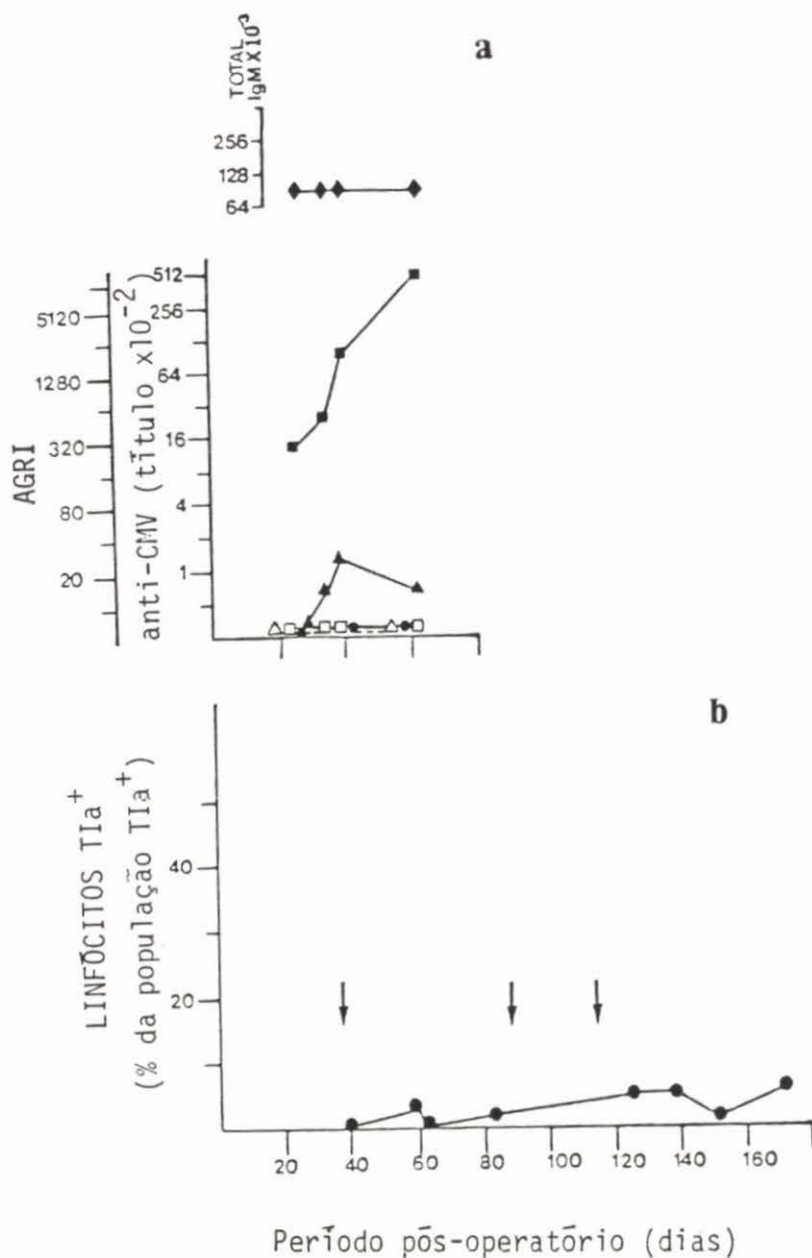 a
TOTAL
IgM X10⁻³
256
128
64
AGRI
5120
1280
320
80
20
anti-CMV (título x10⁻²)
512
256
64
16
4
1
b
LINFÓCITOS TIa⁺
(% da população TIa⁺)
40
20
20 40 60 80 100 120 140 160
Período pós-operatório (dias)